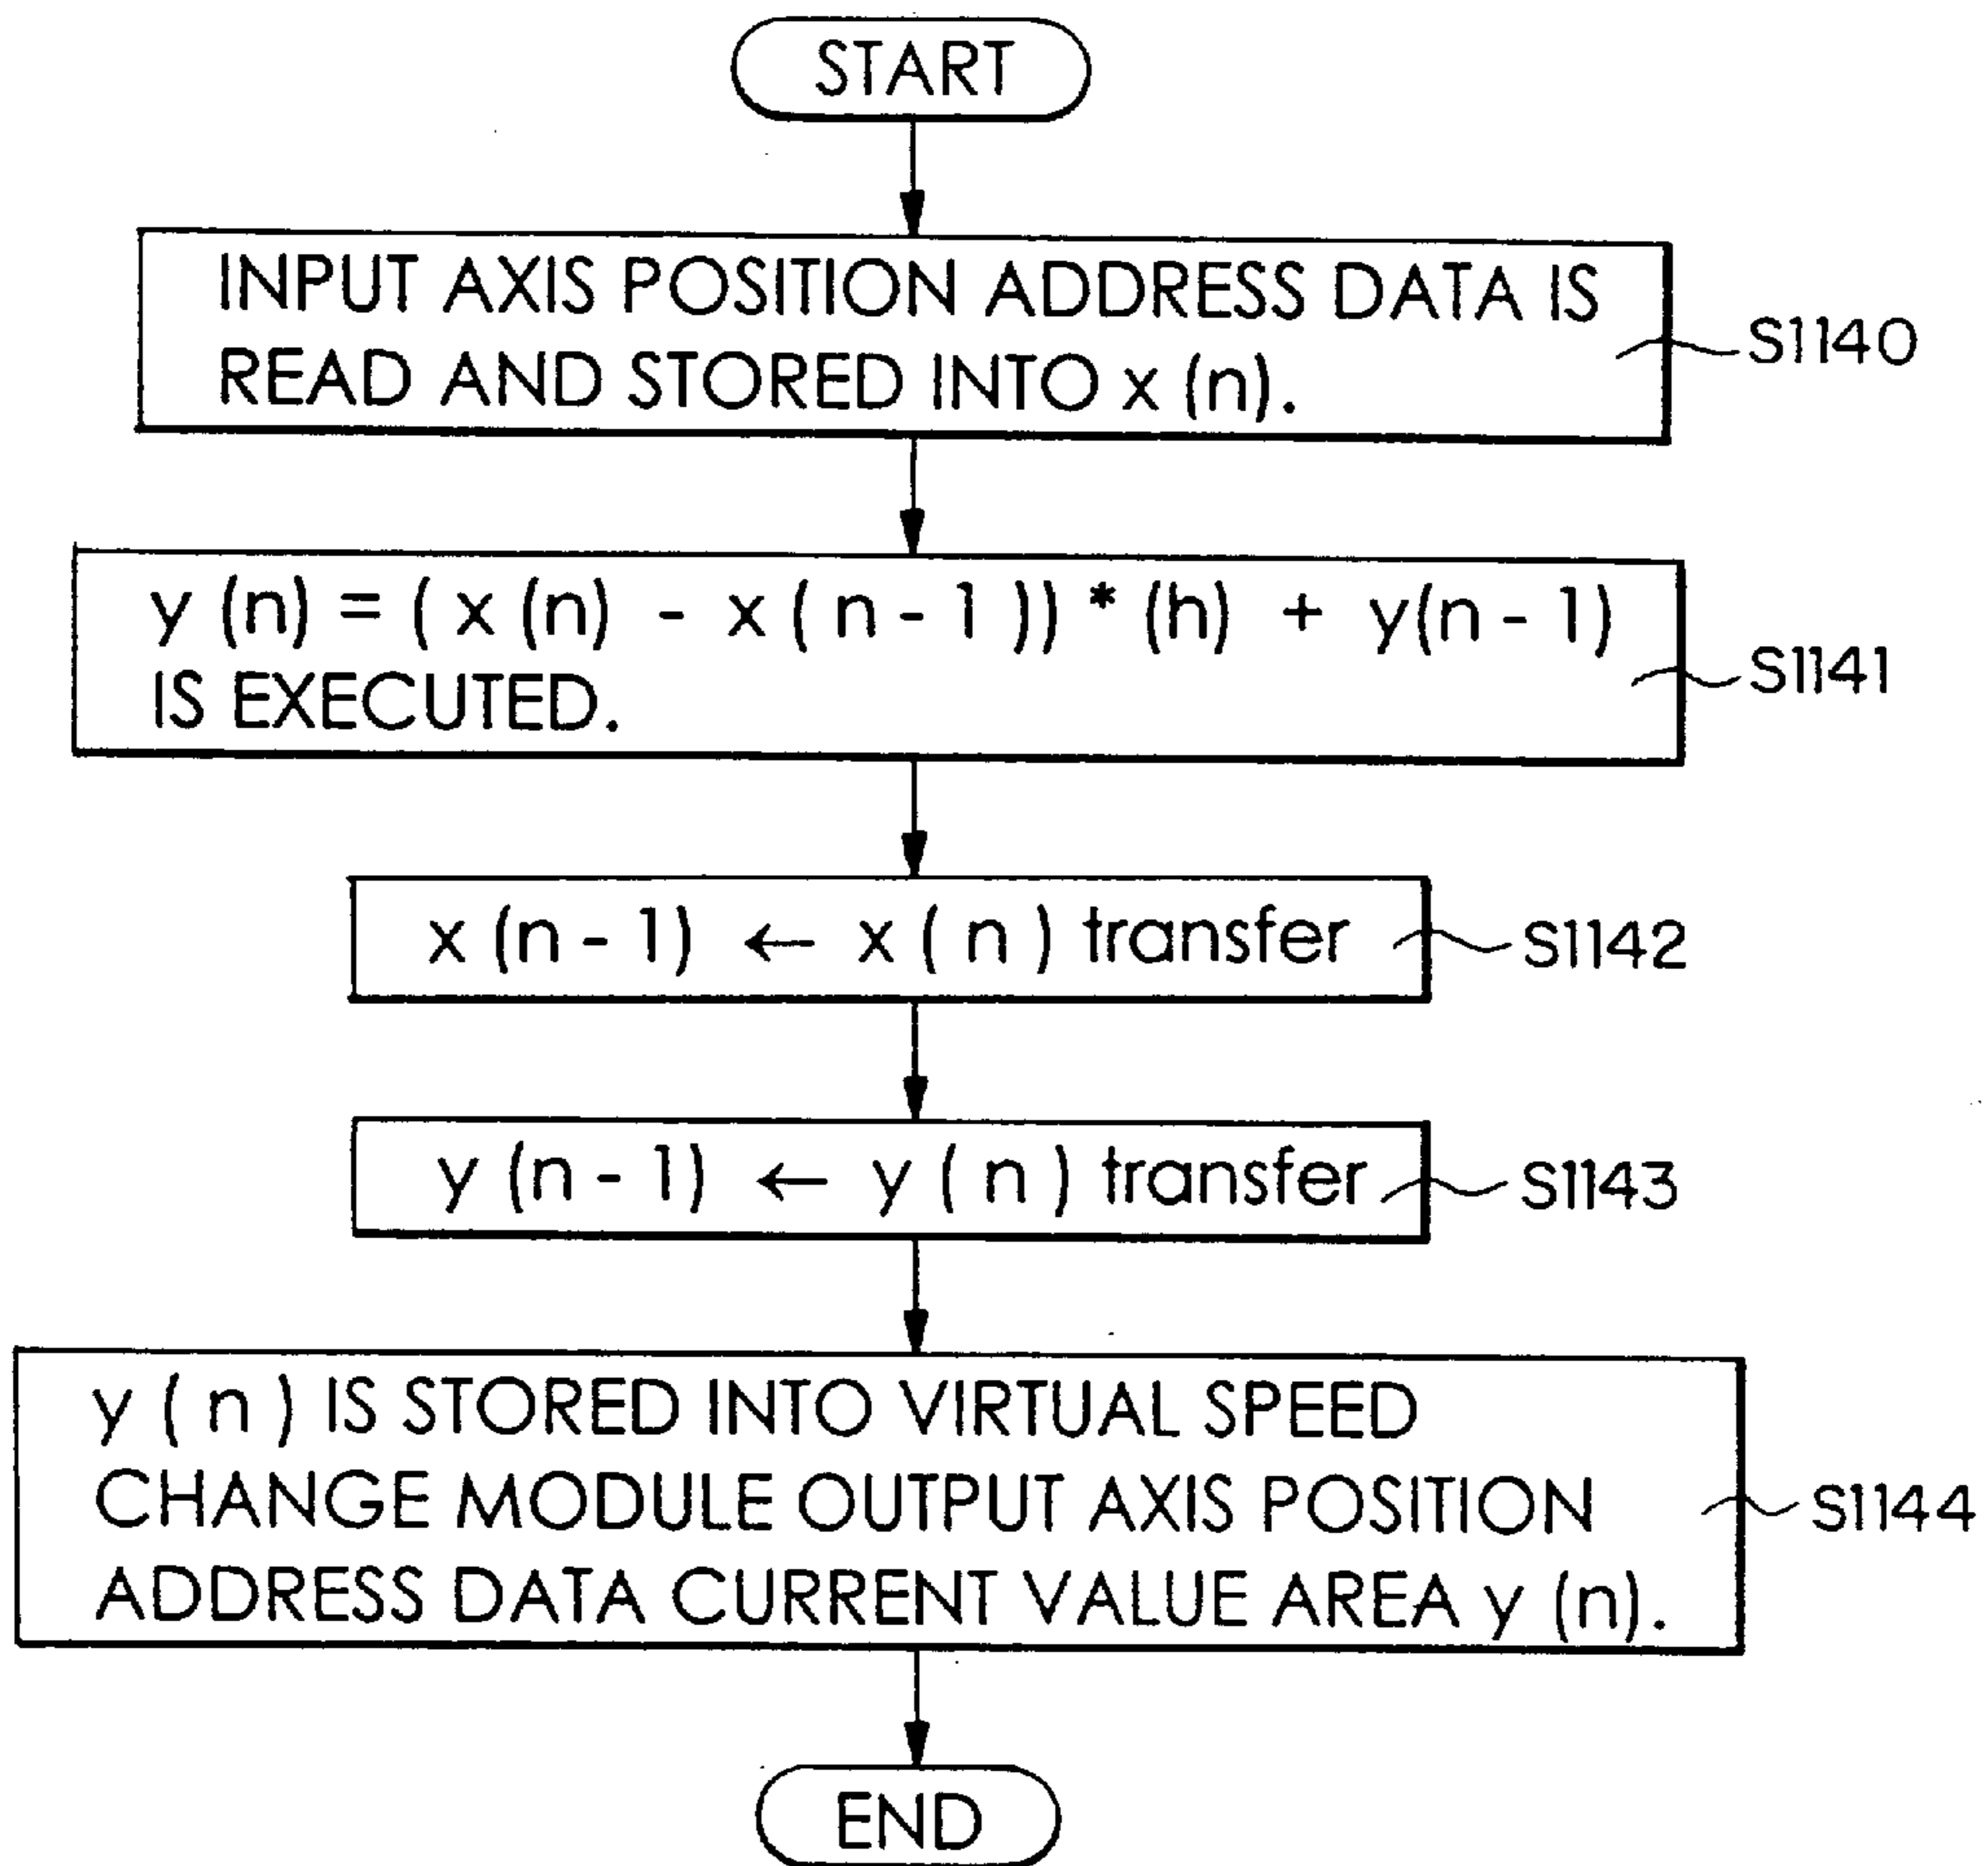 START
INPUT AXIS POSITION ADDRESS DATA IS
READ AND STORED INTO x (n).
S1140
y (n) = ( x (n) - x ( n - 1 )) * (h) + y(n - 1)
IS EXECUTED.
S1141
x (n - 1) ← x ( n ) transfer
S1142
y (n - 1) ← y ( n ) transfer
S1143
y ( n ) IS STORED INTO VIRTUAL SPEED
CHANGE MODULE OUTPUT AXIS POSITION
ADDRESS DATA CURRENT VALUE AREA y (n).
S1144
END